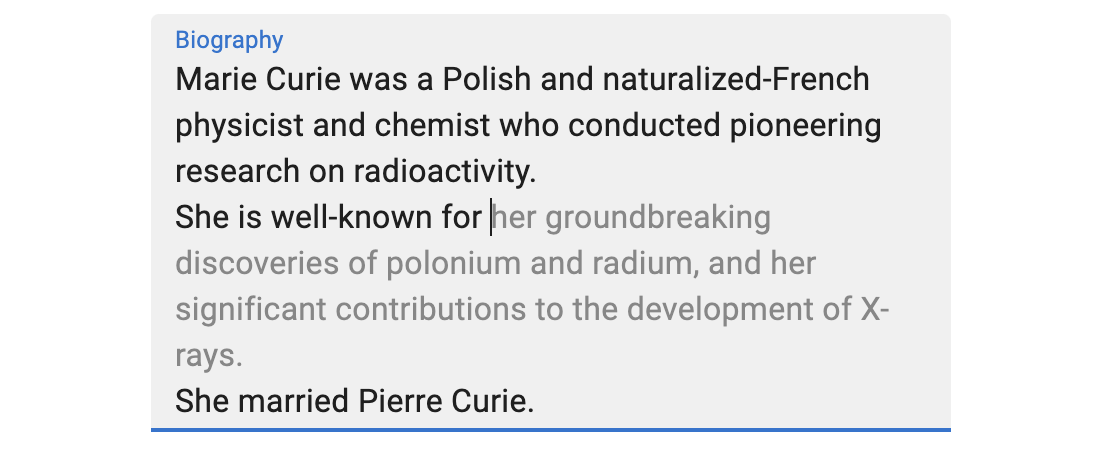 Biography
Marie Curie was a Polish and naturalized-French
physicist and chemist who conducted pioneering
research on radioactivity.
She is well-known for her groundbreaking
discoveries of polonium and radium, and her
significant contributions to the development of X-
rays.
She married Pierre Curie.